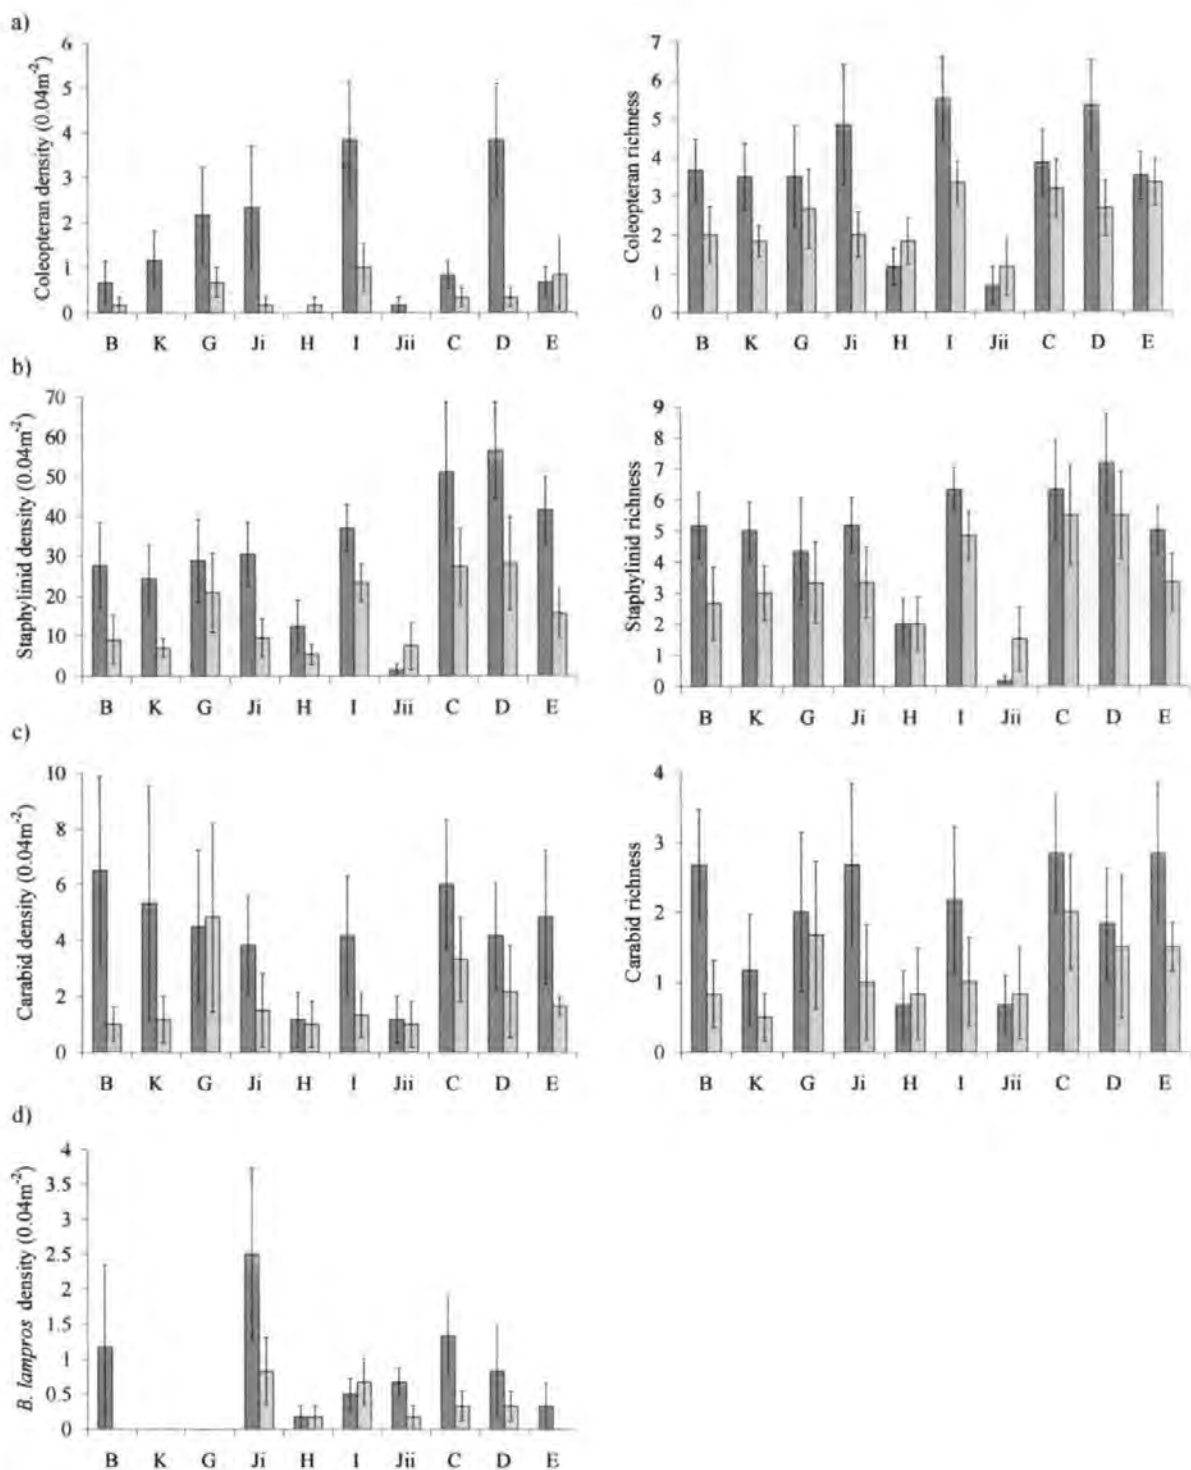 a)
Coleopteran density (0.04m⁻²)
6
5
4
3
2
1
0
B K G Ji H I Jii C D E
Coleopteran richness
7
6
5
4
3
2
1
0
B K G Ji H I Jii C D E
b)
Staphylinid density (0.04m⁻²)
70
60
50
40
30
20
10
0
B K G Ji H I Jii C D E
Staphylinid richness
9
8
7
6
5
4
3
2
1
0
B K G Ji H I Jii C D E
c)
Carabid density (0.04m⁻²)
10
8
6
4
2
0
B K G Ji H I Jii C D E
Carabid richness
4
3
2
1
0
B K G Ji H I Jii C D E
d)
B. lampros density (0.04m⁻²)
4
3.5
3
2.5
2
1.5
1
0.5
0
B K G Ji H I Jii C D E